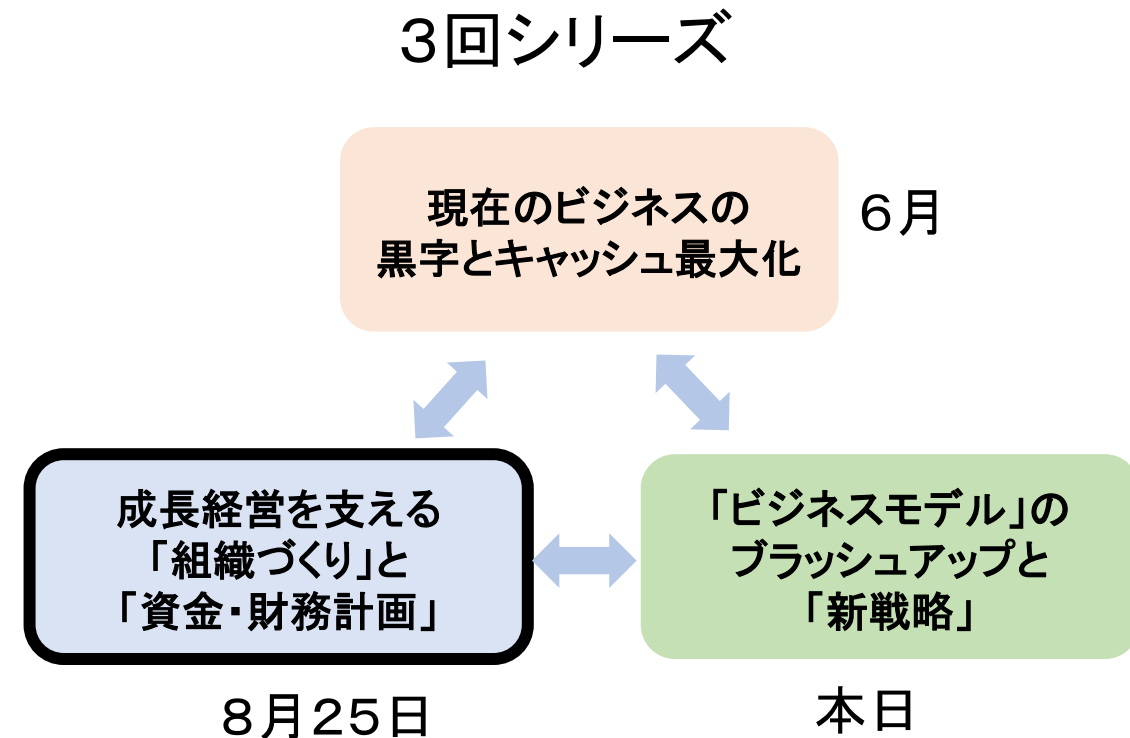 ３回シリーズ
現在のビジネスの
黒字とキャッシュ最大化
６月
成長経営を支える
「組織づくり」と
「資金・財務計画」
８月２５日
「ビジネスモデル」の
ブラッシュアップと
「新戦略」
本日